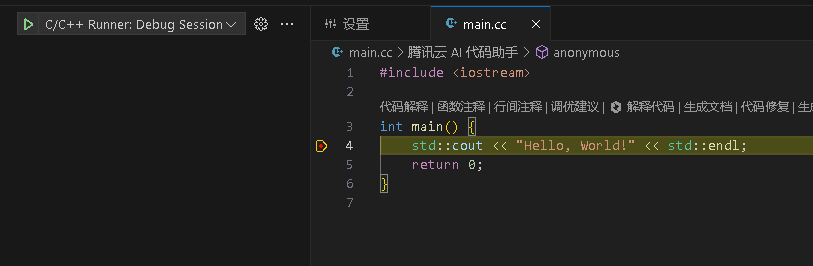 C/C++ Runner: Debug Session
设置
main.cc
main.cc > 腾讯云 AI 代码助手 > anonymous
1 #include <iostream>
2
代码解释 | 函数注释 | 行间注释 | 调优建议 | 解释代码 | 生成文档 | 代码修复 | 生
3 int main() {
4 std::cout << "Hello, World!" << std::endl;
5 return 0;
6 }
7